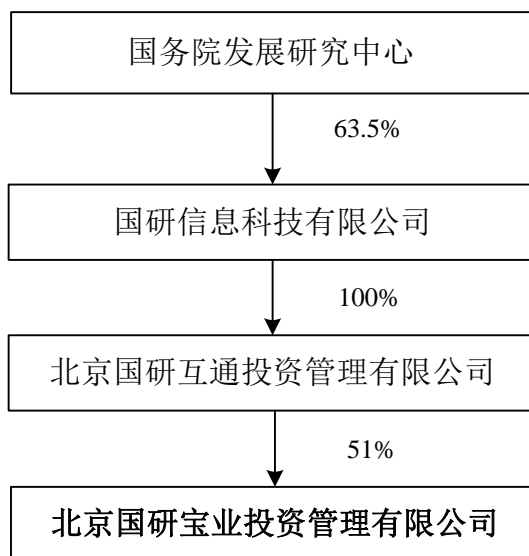 国务院发展研究中心
63.5%
国研信息科技有限公司
100%
北京国研互通投资管理有限公司
51%
北京国研宝业投资管理有限公司